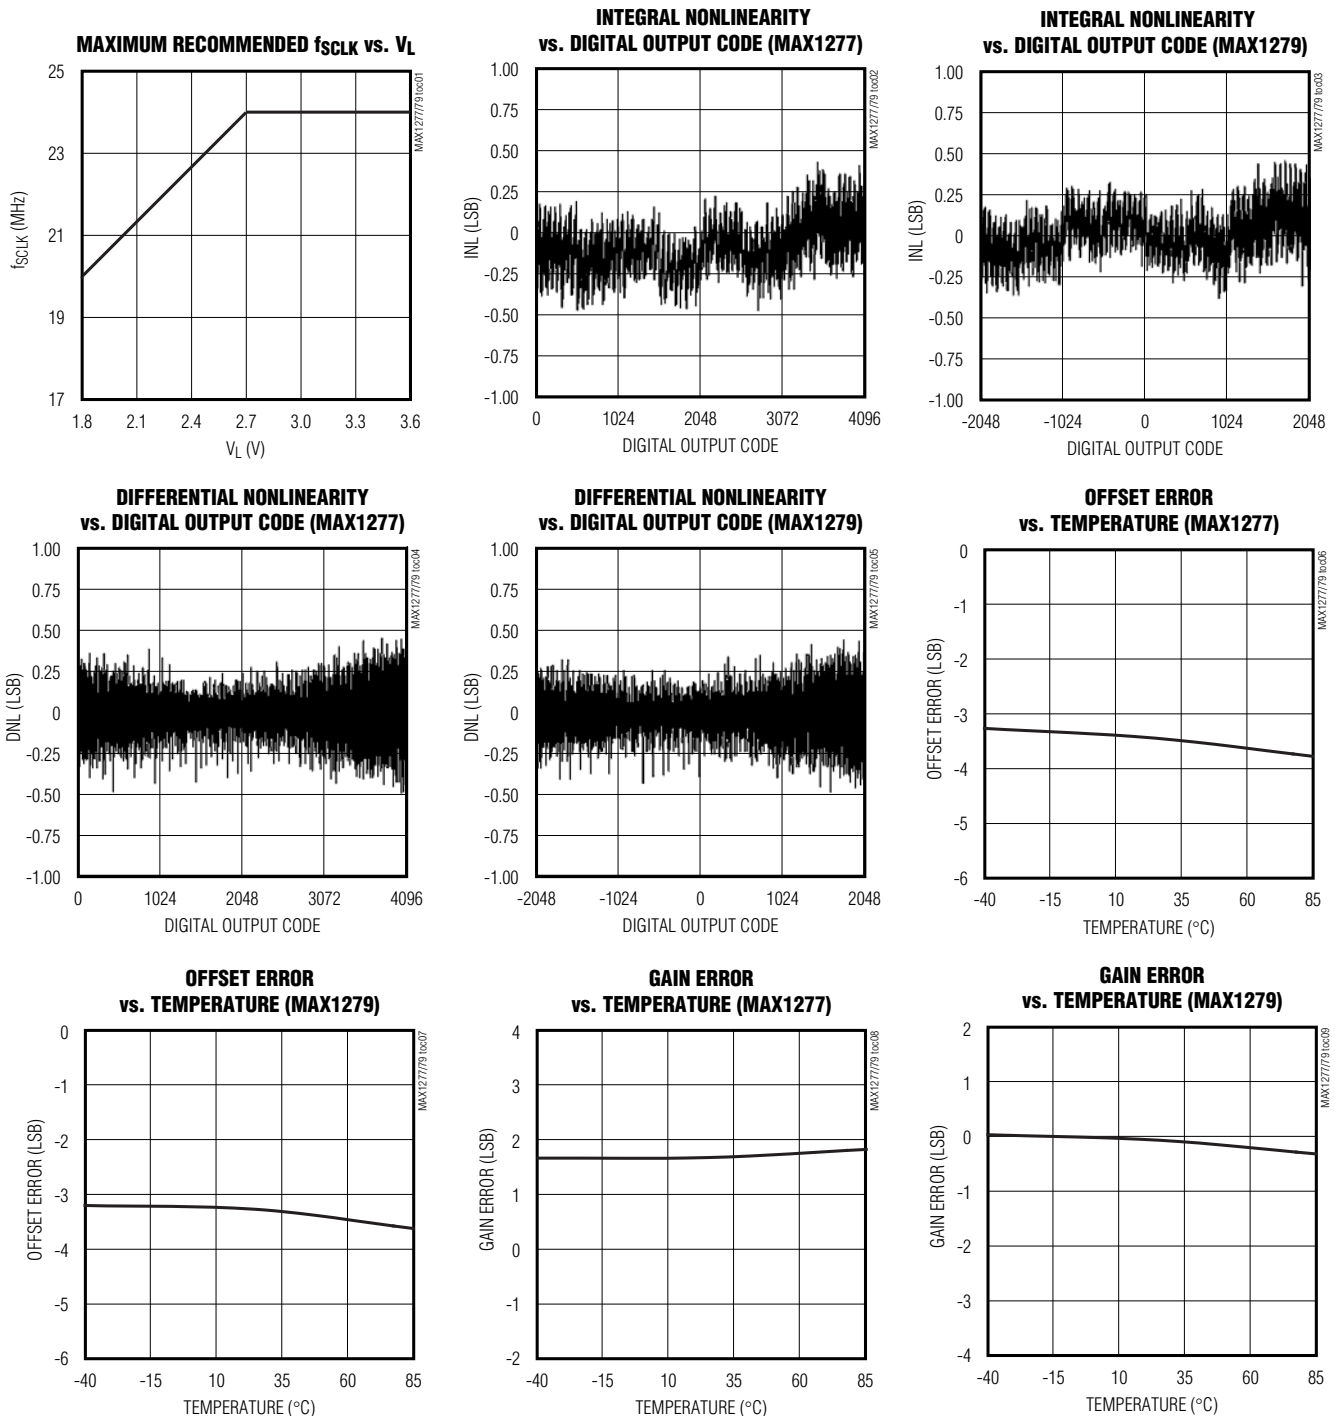 MAXIMUM RECOMMENDED fSCLK vs. VL
25
23
21
19
17
fSCLK (MHz)
1.8 2.1 2.4 2.7 3.0 3.3 3.6
VL (V)
MAX1277/79 toc01
INTEGRAL NONLINEARITY
vs. DIGITAL OUTPUT CODE (MAX1277)
1.00
0.75
0.50
0.25
0
-0.25
-0.50
-0.75
-1.00
INL (LSB)
0 1024 2048 3072 4096
DIGITAL OUTPUT CODE
MAX1277/79 toc02
INTEGRAL NONLINEARITY
vs. DIGITAL OUTPUT CODE (MAX1279)
1.00
0.75
0.50
0.25
0
-0.25
-0.50
-0.75
-1.00
INL (LSB)
-2048 -1024 0 1024 2048
DIGITAL OUTPUT CODE
MAX1277/79 toc03
DIFFERENTIAL NONLINEARITY
vs. DIGITAL OUTPUT CODE (MAX1277)
1.00
0.75
0.50
0.25
0
-0.25
-0.50
-0.75
-1.00
DNL (LSB)
0 1024 2048 3072 4096
DIGITAL OUTPUT CODE
MAX1277/79 toc04
DIFFERENTIAL NONLINEARITY
vs. DIGITAL OUTPUT CODE (MAX1279)
1.00
0.75
0.50
0.25
0
-0.25
-0.50
-0.75
-1.00
DNL (LSB)
-2048 -1024 0 1024 2048
DIGITAL OUTPUT CODE
MAX1277/79 toc05
OFFSET ERROR
vs. TEMPERATURE (MAX1277)
0
-1
-2
-3
-4
-5
-6
OFFSET ERROR (LSB)
-40 -15 10 35 60 85
TEMPERATURE (°C)
MAX1277/79 toc06
OFFSET ERROR
vs. TEMPERATURE (MAX1279)
0
-1
-2
-3
-4
-5
-6
OFFSET ERROR (LSB)
-40 -15 10 35 60 85
TEMPERATURE (°C)
MAX1277/79 toc07
GAIN ERROR
vs. TEMPERATURE (MAX1277)
4
3
2
1
0
-1
-2
GAIN ERROR (LSB)
-40 -15 10 35 60 85
TEMPERATURE (°C)
MAX1277/79 toc08
GAIN ERROR
vs. TEMPERATURE (MAX1279)
2
1
0
-1
-2
-3
-4
GAIN ERROR (LSB)
-40 -15 10 35 60 85
TEMPERATURE (°C)
MAX1277/79 toc09